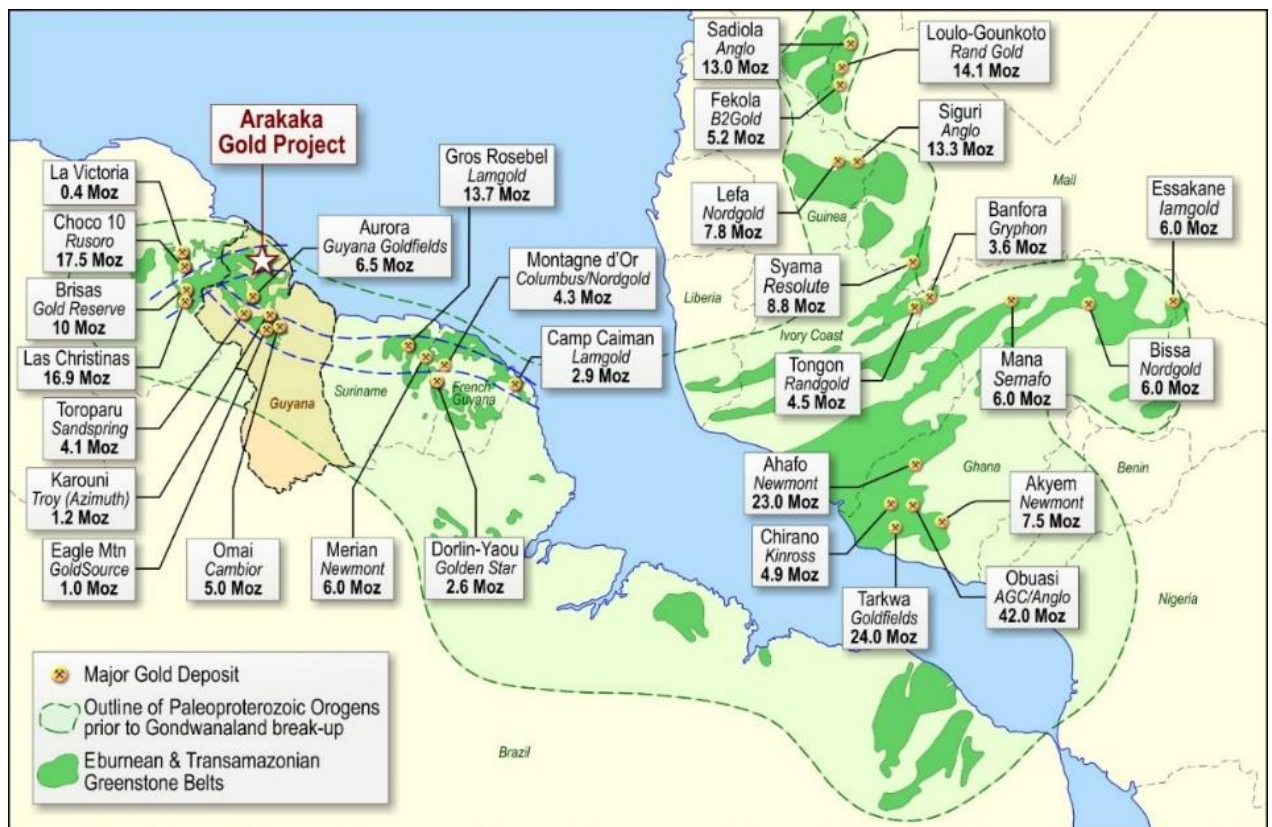 Arakaka
Gold Project
La Victoria
0.4 Moz
Choco 10
Rusoro
17.5 Moz
Brisas
Gold Reserve
10 Moz
Las Christinas
16.9 Moz
Toroparu
Sandspring
4.1 Moz
Karouni
Troy (Azimuth)
1.2 Moz
Eagle Mtn
GoldSource
1.0 Moz
Omai
Cambior
5.0 Moz
Aurora
Guyana Goldfields
6.5 Moz
Gros Rosebel
Lamgold
13.7 Moz
Montagne d'Or
Columbus/Nordgold
4.3 Moz
Camp Caiman
Lamgold
2.9 Moz
Merian
Newmont
6.0 Moz
Dorlin-Yaou
Golden Star
2.6 Moz
Guyana
Suriname
French
Guyana
Brazil
Sadiola
Anglo
13.0 Moz
Loulo-Gounkoto
Rand Gold
14.1 Moz
Fekola
B2Gold
5.2 Moz
Siguri
Anglo
13.3 Moz
Lefa
Nordgold
7.8 Moz
Guinea
Mali
Banfora
Gryphon
3.6 Moz
Essakane
Iamgold
6.0 Moz
Syama
Resolute
8.8 Moz
Liberia
Ivory Coast
Tongon
Randgold
4.5 Moz
Mana
Semafo
6.0 Moz
Bissa
Nordgold
6.0 Moz
Ahafo
Newmont
23.0 Moz
Ghana
Benin
Akyem
Newmont
7.5 Moz
Chirano
Kinross
4.9 Moz
Tarkwa
Goldfields
24.0 Moz
Obuasi
AGC/Anglo
42.0 Moz
Nigeria
Major Gold Deposit
Outline of Paleoproterozoic Orogens
prior to Gondwanaland break-up
Eburnean & Transamazonian
Greenstone Belts